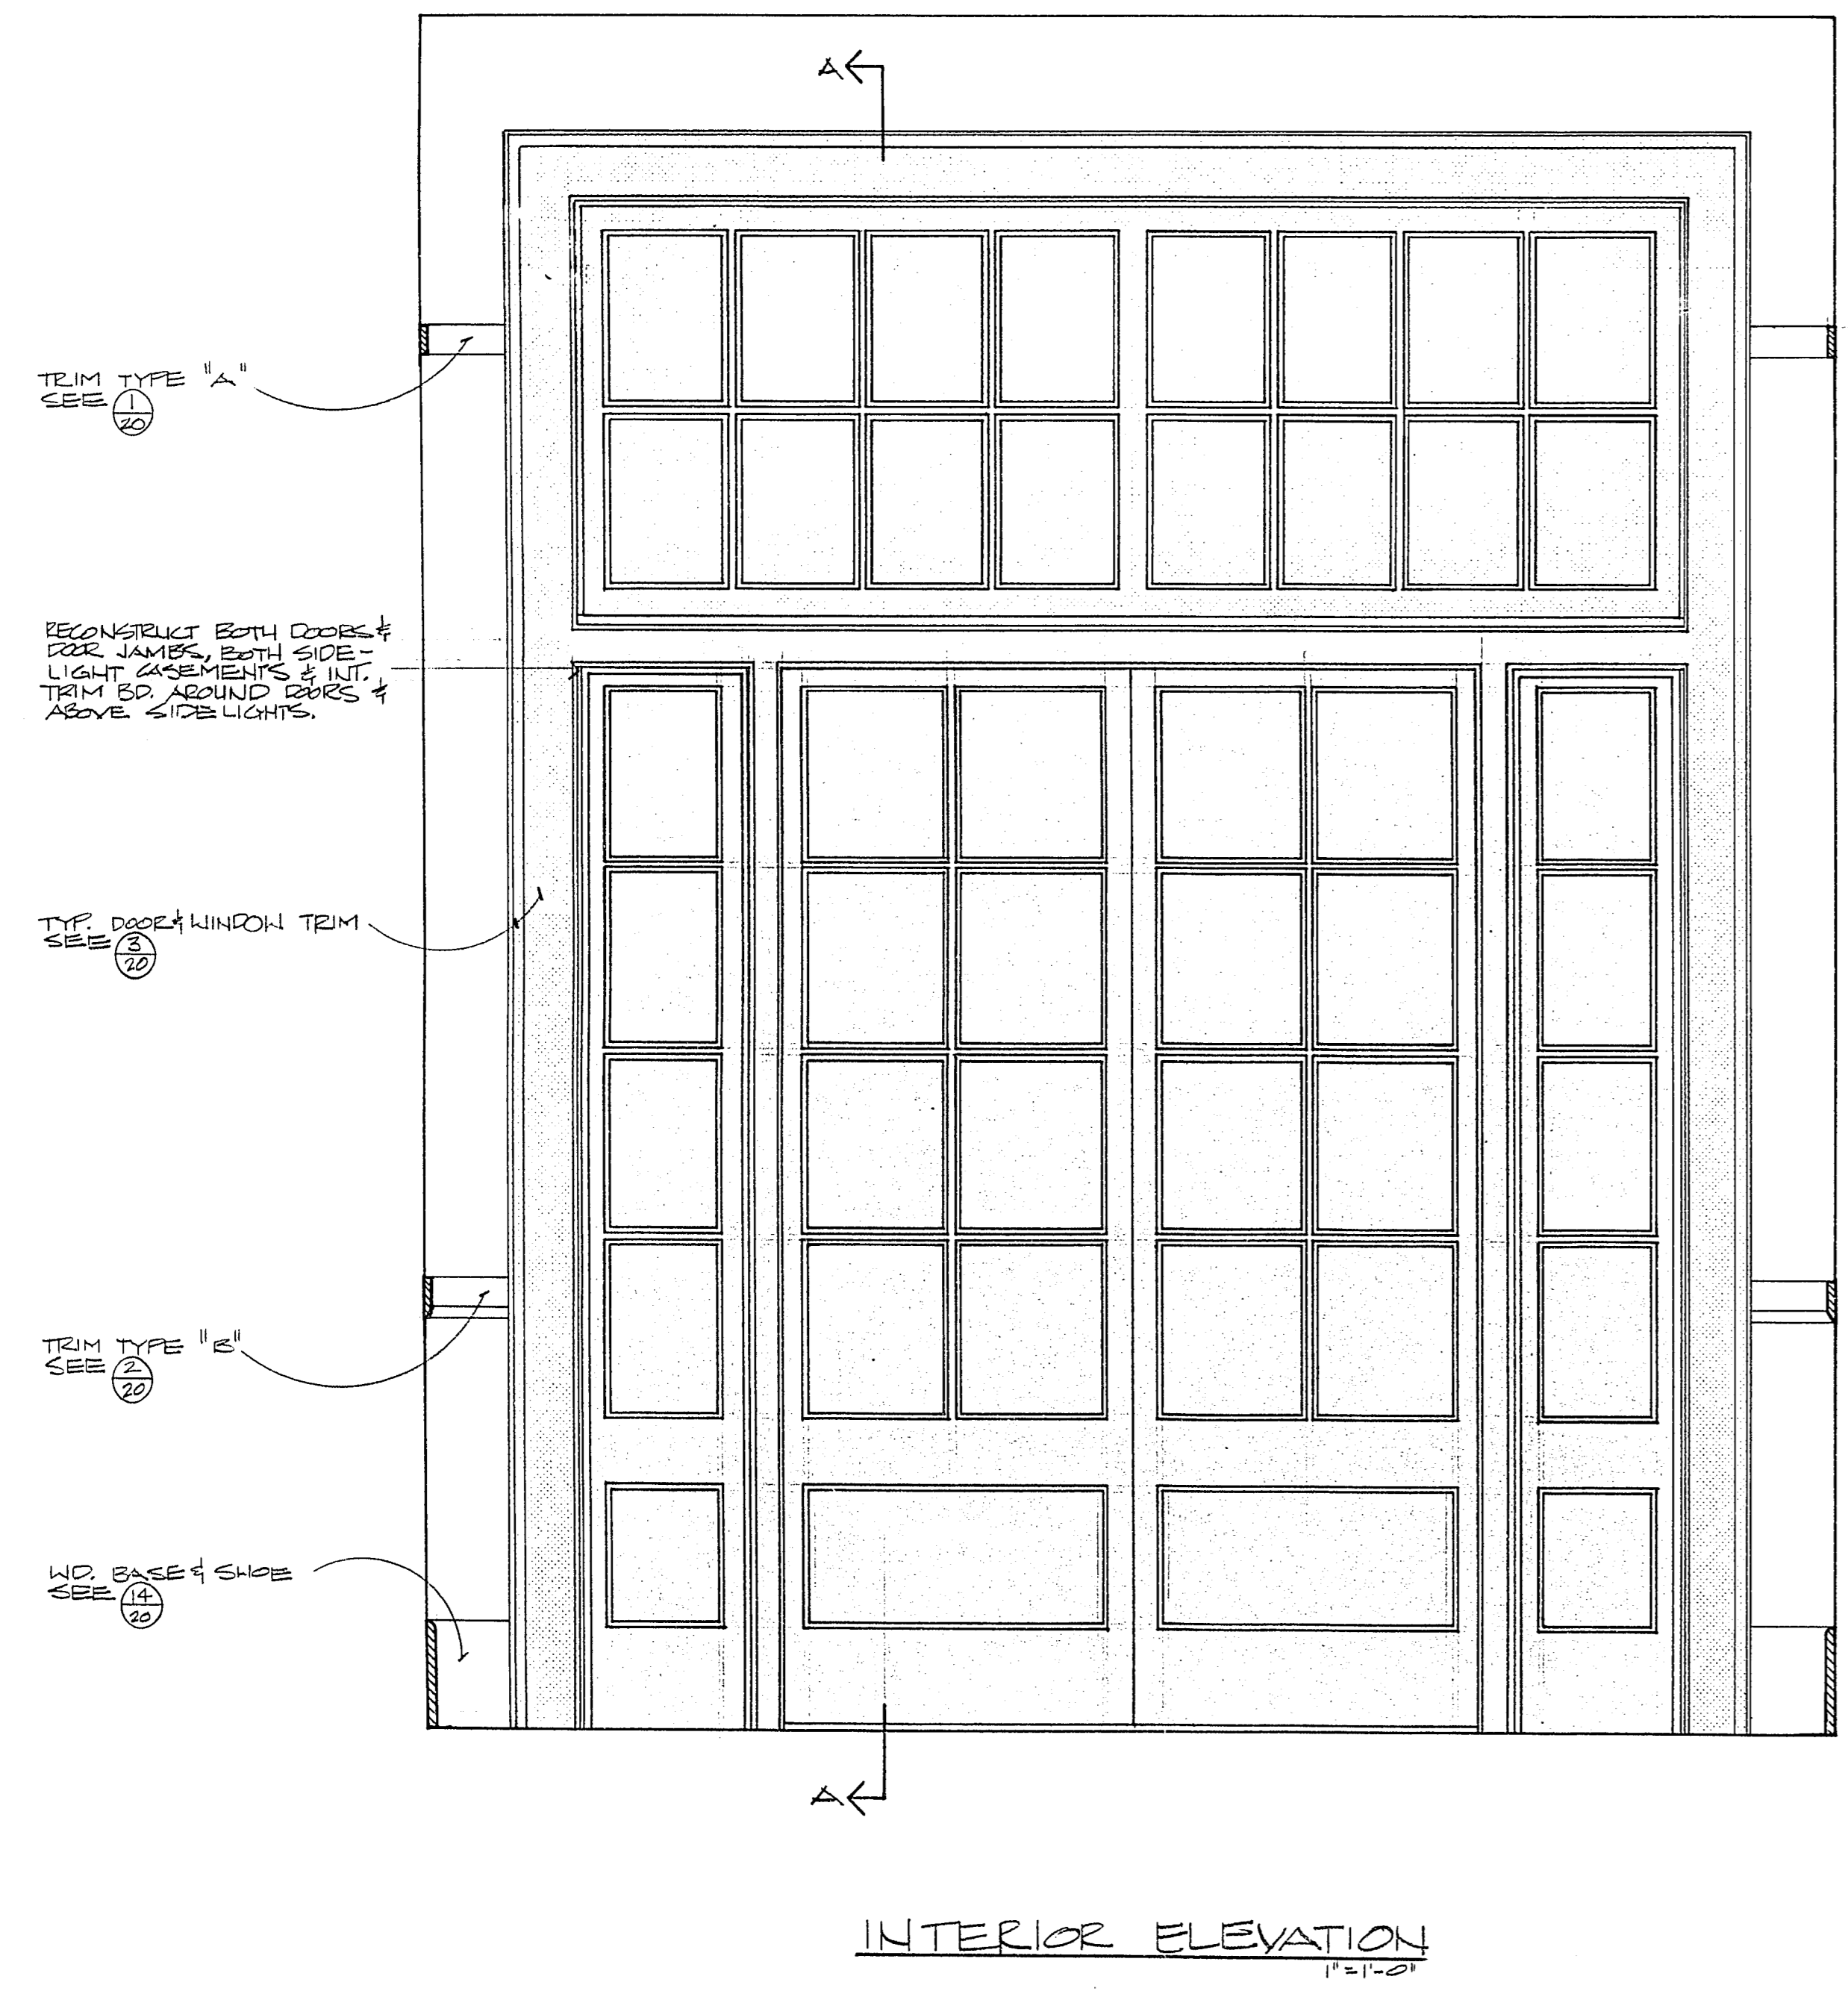 A
TRIM TYPE "A"
SEE 1
20
RECONSTRUCT BOTH DOORS &
DOOR JAMBS, BOTH SIDE-
LIGHT CASEMENTS & INT.
TRIM BD. AROUND DOORS &
ABOVE SIDELIGHTS.
TYP. DOOR & WINDOW TRIM
SEE 3
20
TRIM TYPE "B"
SEE 2
20
WD. BASE & SHOE
SEE 14
20
A
INTERIOR ELEVATION
1"=1'-0"